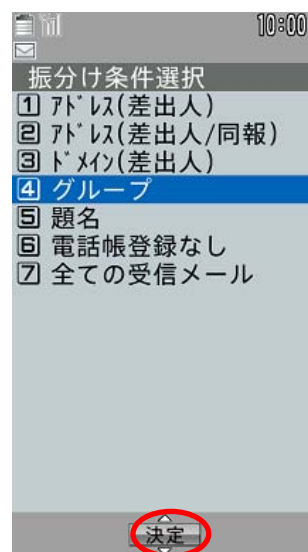 10:00
振分け条件選択
1 ｱﾄﾞﾚｽ(差出人)
2 ｱﾄﾞﾚｽ(差出人/同報)
3 ﾄﾞﾒｲﾝ(差出人)
4 グループ
5 題名
6 電話帳登録なし
7 全ての受信メール
決定